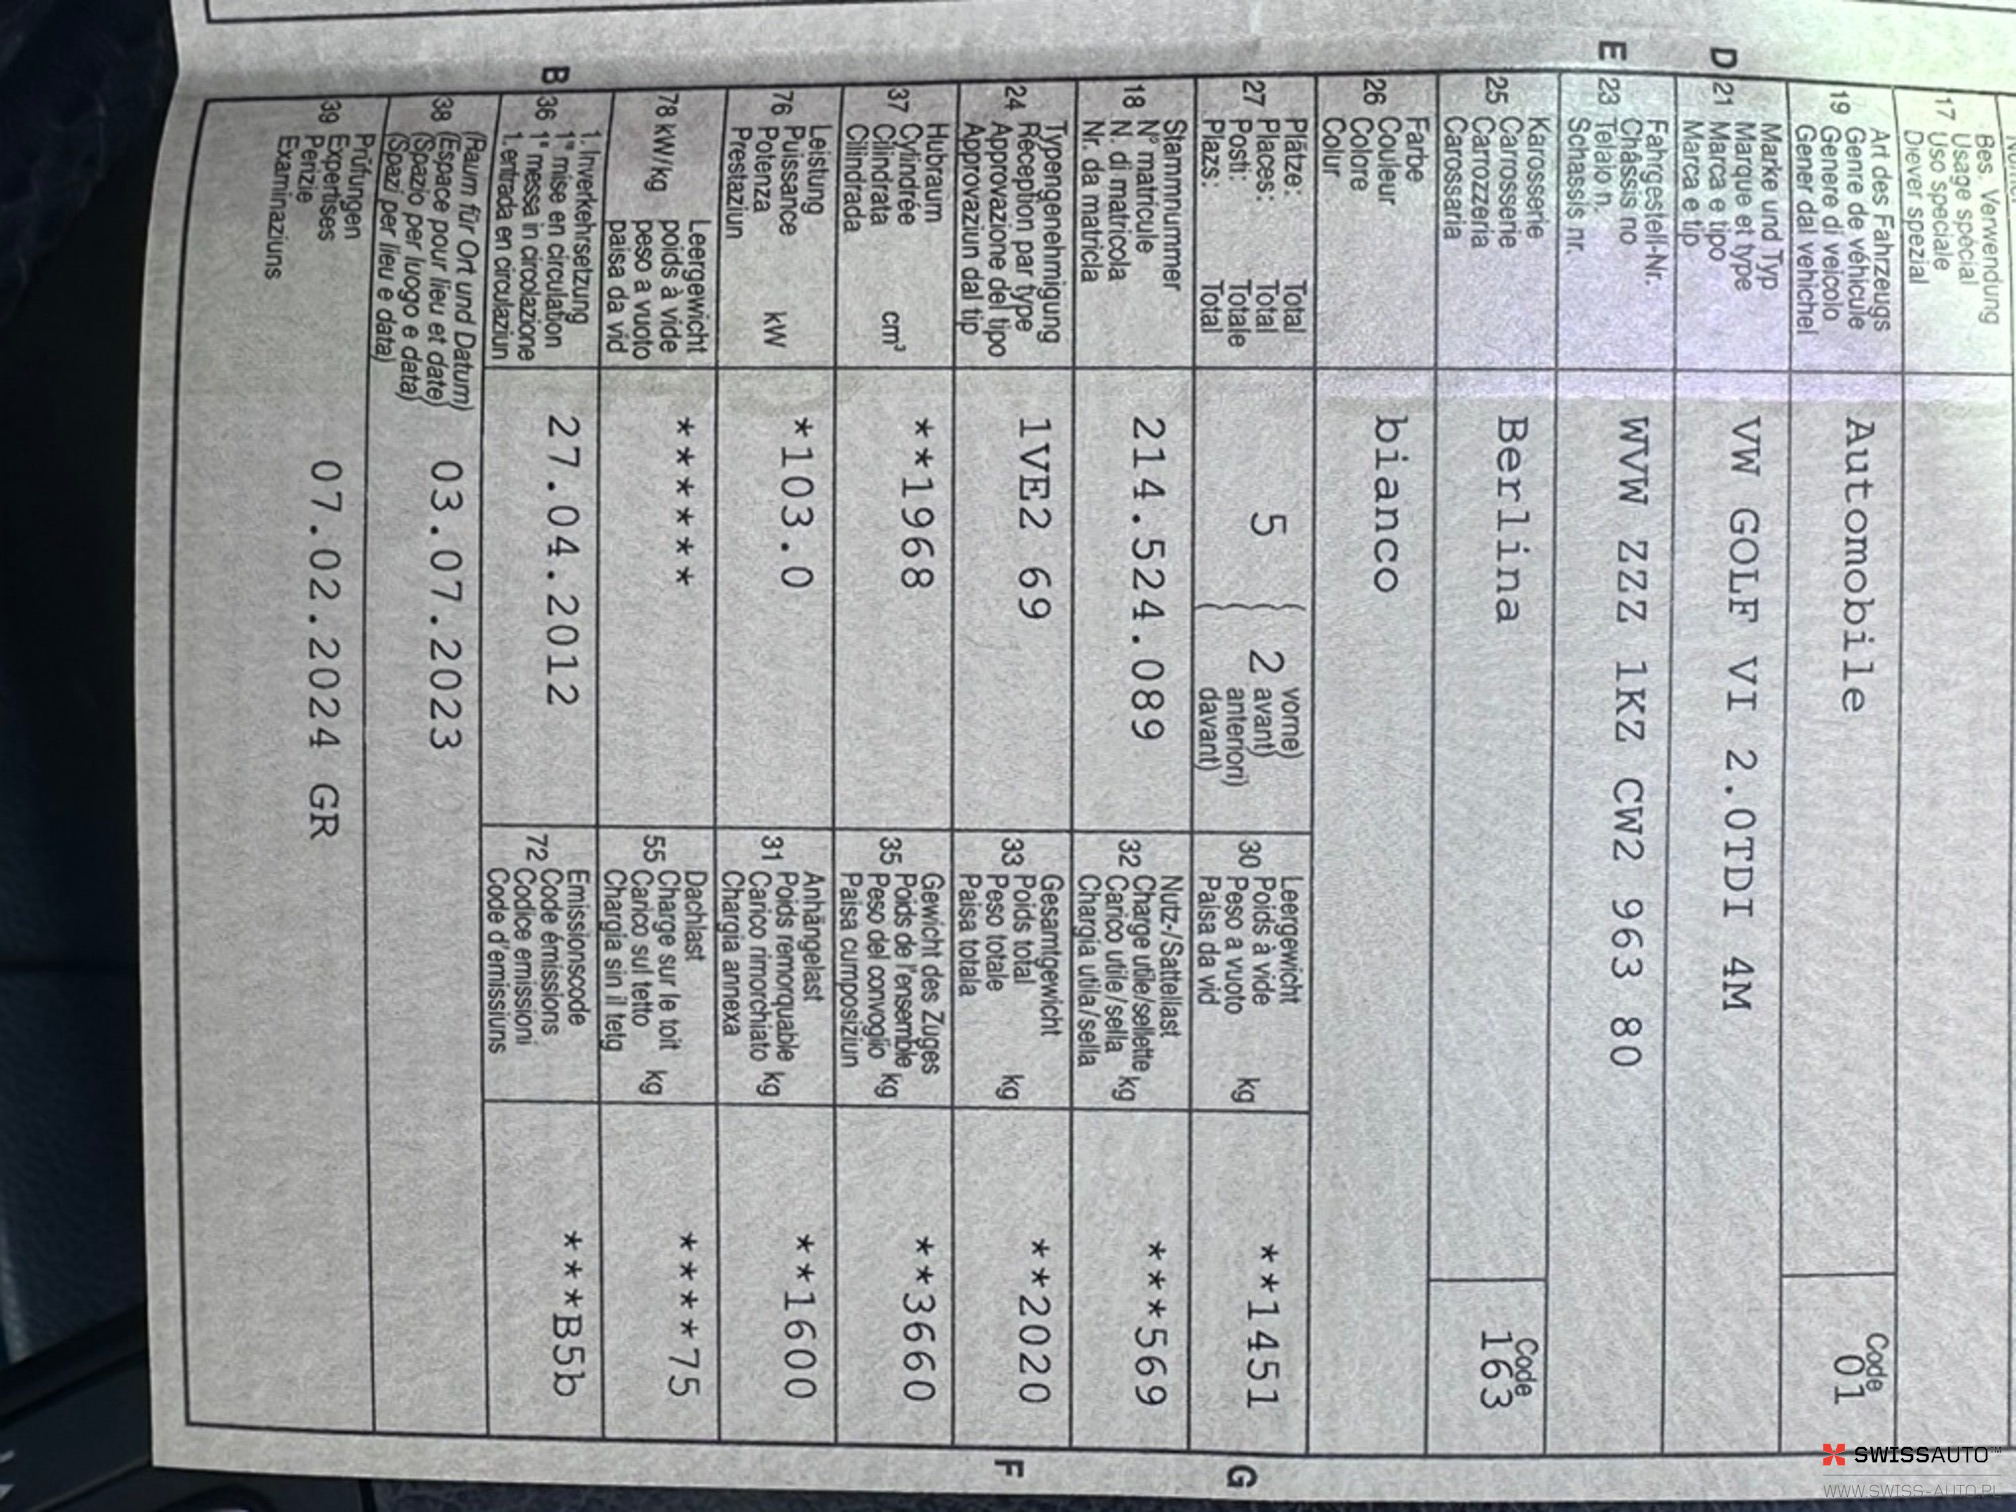 Bes. Verwendung
Usage spécial
17 Uso speciale
Diever spezial
Art des Fahrzeugs
Genre de véhicule
19 Genere di veicolo
Gener dal vehichel
Automobile
Code
01
D
Marke und Typ
Marque et type
21 Marca e tipo
Marca e tip
VW GOLF VI 2.0TDI 4M
E
Fahrgestell-Nr.
Châssis no
23 Telaio n.
Schassis nr.
WVW ZZZ 1KZ CW2 963 80
Karosserie
Carrosserie
25 Carrozzeria
Carossaria
Berlina
Code
163
Farbe
Couleur
26 Colore
Colur
bianco
Plätze: Total
27 Places: Total
Posti: Totale
Plazs: Total
5
2
vorne)
avant)
anteriori)
davant)
Leergewicht
Poids à vide
30 Peso a vuoto kg
Paisa da vid
**1451
G
Stammnummer
N° matricule
18 N. di matricola
Nr. da matricla
214.524.089
Nutz-/Sattellast
Charge utile/sellette
32 Carico utile/sella kg
Chargia utila/sella
***569
Typengenehmigung
Réception par type
24 Approvazione del tipo
Approvaziun dal tip
1VE2 69
Gesamtgewicht
Poids total
33 Peso totale kg
Paisa totala
**2020
F
Hubraum
Cylindrée
37 Cilindrata cm³
Cilindrada
**1968
Gewicht des Zuges
Poids de l'ensemble
35 Peso del convoglio kg
Paisa cumposiziun
**3660
Leistung
Puissance
76 Potenza kW
Prestaziun
*103.0
Anhängelast
Poids remorquable
31 Carico rimorchiato kg
Chargia annexa
**1600
Leergewicht
poids à vide
78 kW/kg peso a vuoto
paisa da vid
******
Dachlast
Charge sur le toit
55 Carico sul tetto kg
Chargia sin il tetg
****75
B
1. Inverkehrsetzung
1re mise en circulation
36 1a messa in circolazione
1. entrada en circulaziun
27.04.2012
Emissionscode
72 Code émissions
Codice emissioni
Code d'emissiuns
***B5b
(Raum für Ort und Datum)
38 (Espace pour lieu et date)
(Spazio per luogo e data)
(Spazi per lieu e data)
03.07.2023
Prüfungen
39 Expertises
Perizie
Examinaziuns
07.02.2024 GR
SWISSAUTO
WWW.SWISS-AUTO.PL